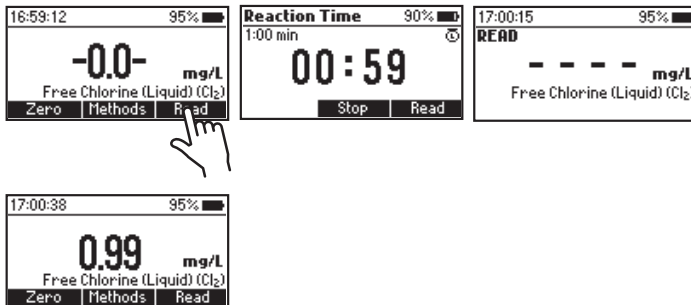 16:59:12 95%
-0.0- mg/L
Free Chlorine (Liquid) (Cl₂)
Zero Methods Read
Reaction Time 90%
1:00 min
00:59
Stop Read
17:00:15 95%
READ
- - - - mg/L
Free Chlorine (Liquid) (Cl₂)
17:00:38 95%
0.99 mg/L
Free Chlorine (Liquid) (Cl₂)
Zero Methods Read